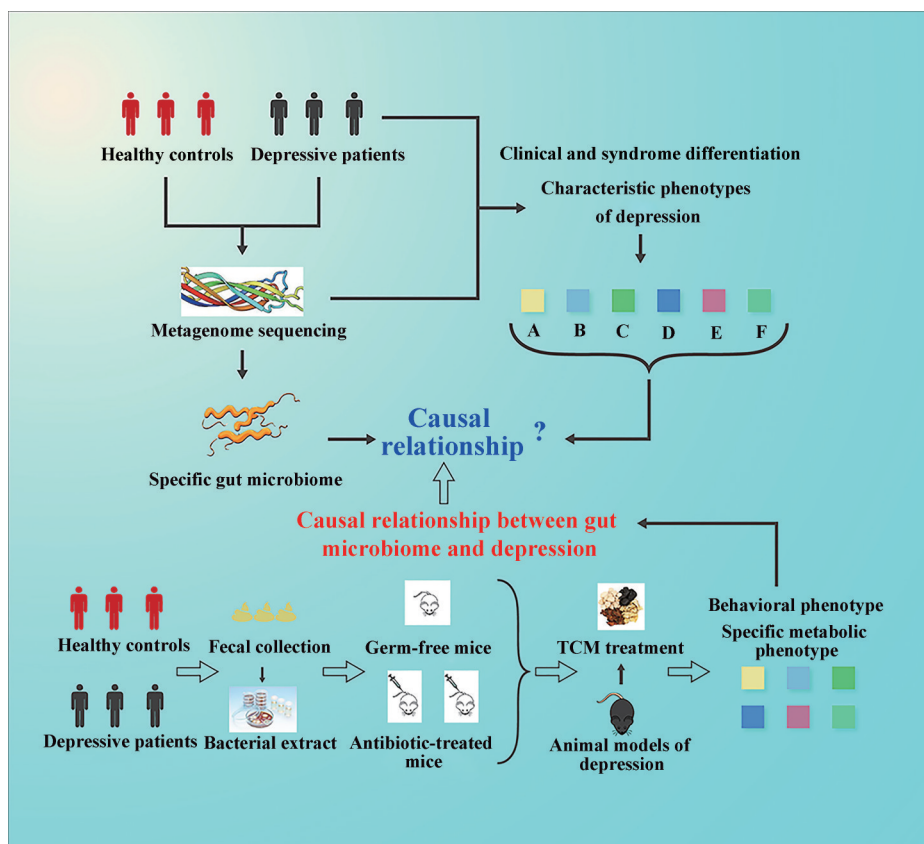 Healthy controls
Depressive patients
Clinical and syndrome differentiation
Characteristic phenotypes
of depression
Metagenome sequencing
A
B
C
D
E
F
Specific gut microbiome
Causal
relationship ?
Causal relationship between gut
microbiome and depression
Healthy controls
Depressive patients
Fecal collection
Bacterial extract
Germ-free mice
Antibiotic-treated
mice
TCM treatment
Animal models of
depression
Behavioral phenotype
Specific metabolic
phenotype